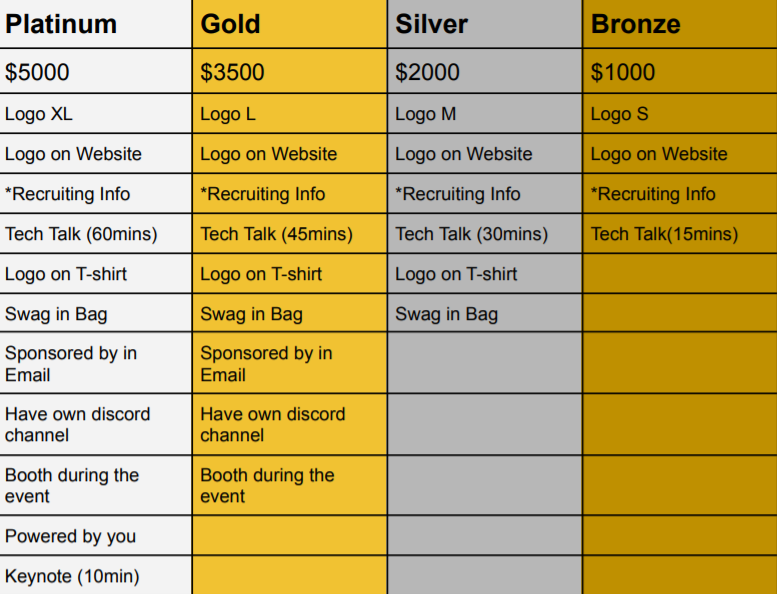 Platinum Gold Silver Bronze
$5000 $3500 $2000 $1000
Logo XL Logo L Logo M Logo S
Logo on Website Logo on Website Logo on Website Logo on Website
*Recruiting Info *Recruiting Info *Recruiting Info *Recruiting Info
Tech Talk (60mins) Tech Talk (45mins) Tech Talk (30mins) Tech Talk(15mins)
Logo on T-shirt Logo on T-shirt Logo on T-shirt
Swag in Bag Swag in Bag Swag in Bag
Sponsored by in Sponsored by in
Email Email
Have own discord Have own discord
channel channel
Booth during the Booth during the
event event
Powered by you
Keynote (10min)